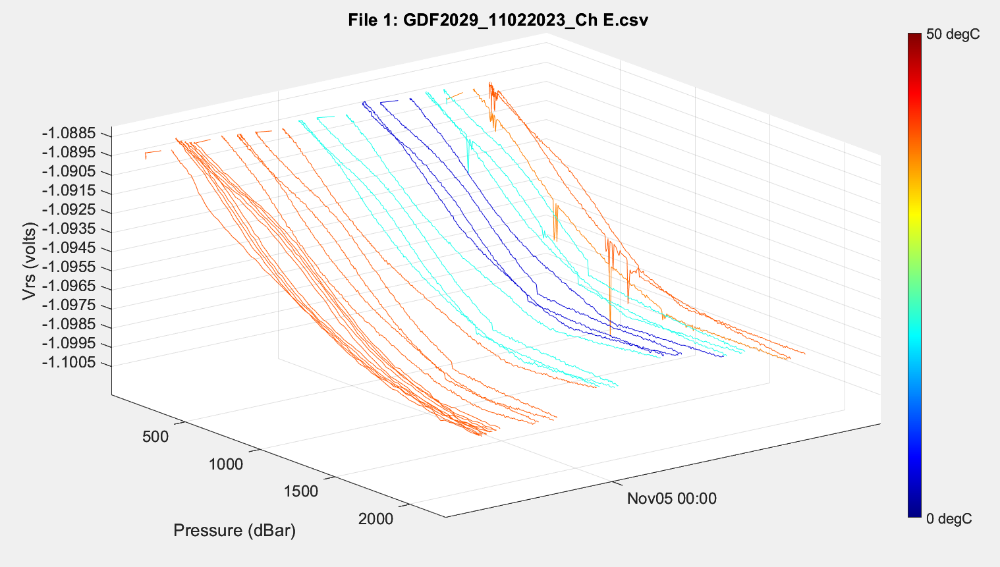 File 1: GDF2029_11022023_Ch E.csv
50 degC
-1.0885
-1.0895
-1.0905
-1.0915
-1.0925
-1.0935
-1.0945
-1.0955
-1.0965
-1.0975
-1.0985
-1.0995
-1.1005
Vrs (volts)
500
1000
1500
2000
Pressure (dBar)
Nov05 00:00
0 degC